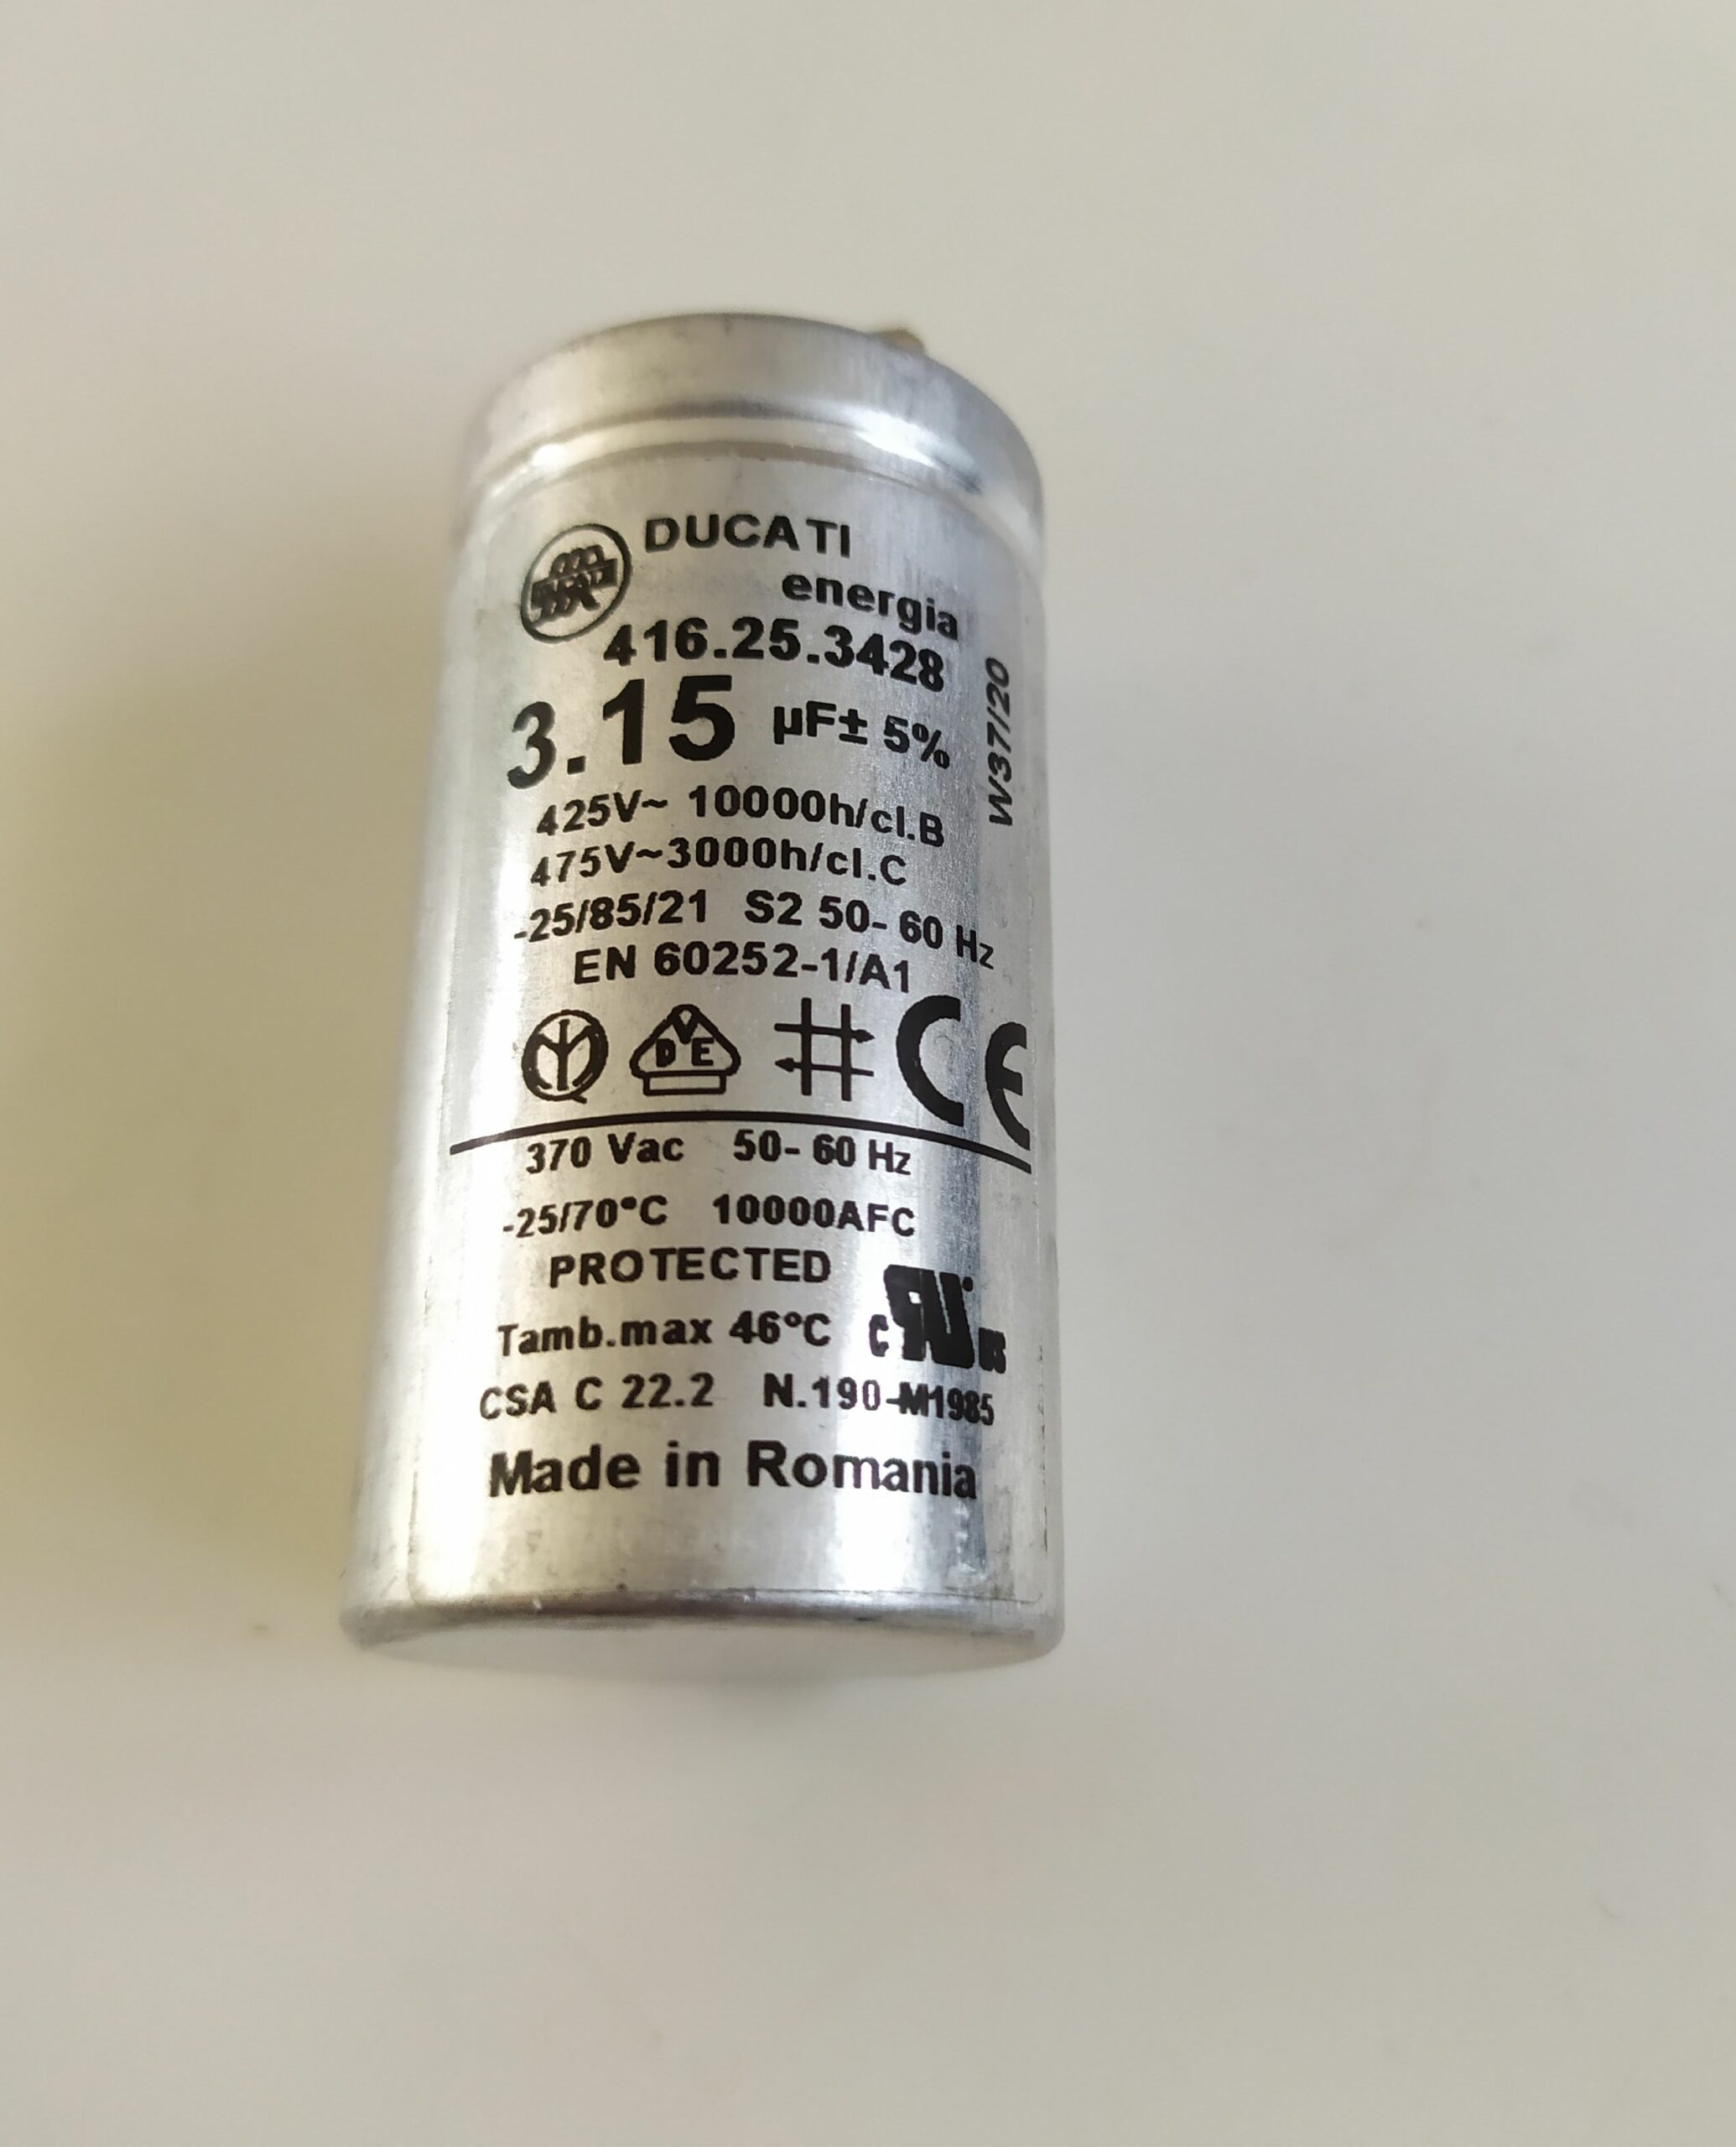 DUCATI
energia
416.25.3428
3.15 µF± 5%
W37/20
425V~ 10000h/cl.B
475V~3000h/cl.C
-25/85/21 S2 50- 60 Hz
EN 60252-1/A1
VDE CE
370 Vac 50- 60 Hz
-25/70°C 10000AFC
PROTECTED
Tamb.max 46°C
CSA C 22.2 N.190-M1985
Made in Romania